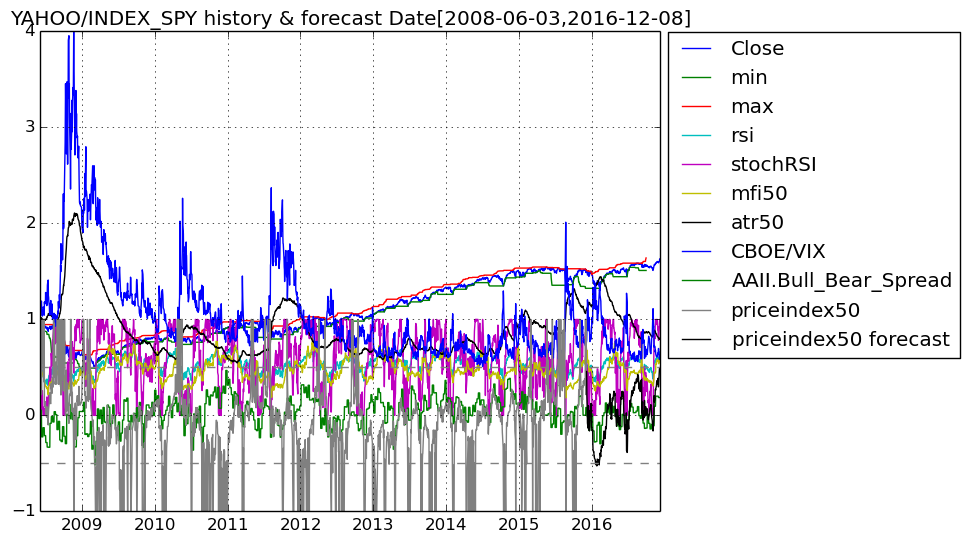 YAHOO/INDEX_SPY history & forecast Date[2008-06-03,2016-12-08]
4
3
2
1
0
−1
2009 2010 2011 2012 2013 2014 2015 2016
Close
min
max
rsi
stochRSI
mfi50
atr50
CBOE/VIX
AAII.Bull_Bear_Spread
priceindex50
priceindex50 forecast